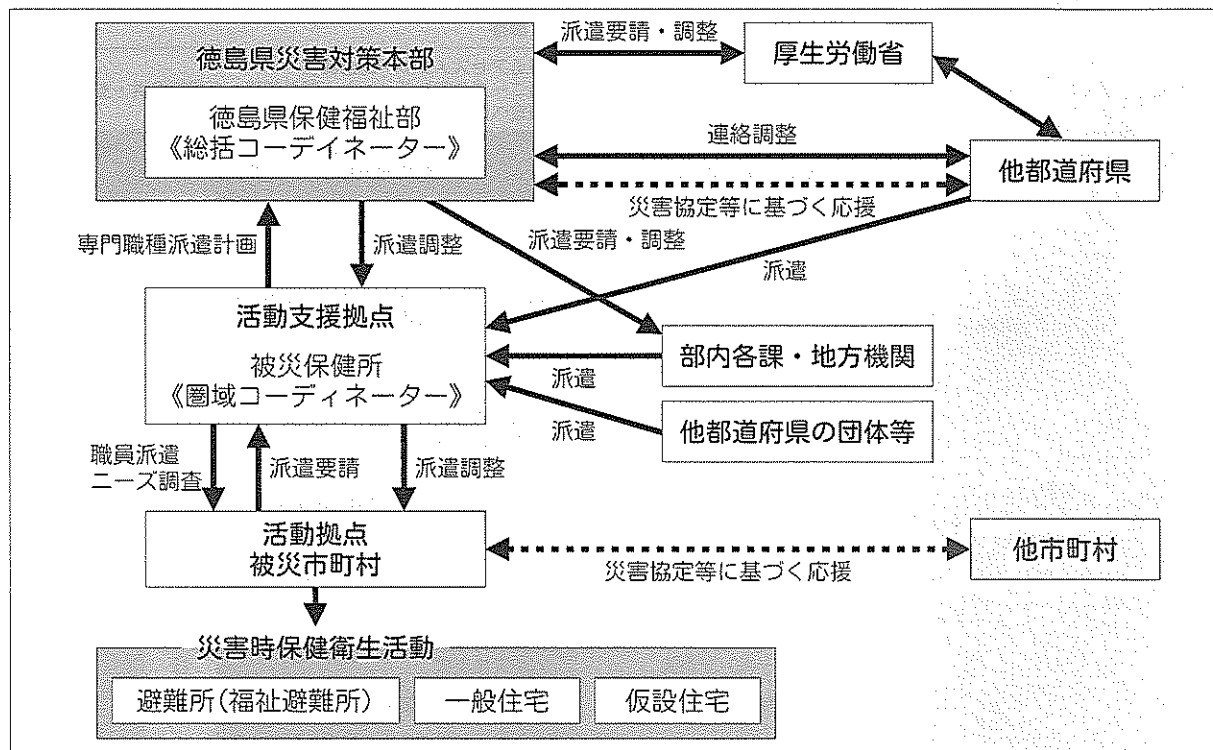 徳島県災害対策本部
徳島県保健福祉部
《総括コーデイネーター》
派遣要請・調整
厚生労働省
連絡調整
他都道府県
災害協定等に基づく応援
専門職種派遣計画
派遣調整
派遣要請・調整
派遣
活動支援拠点
被災保健所
《圏域コーディネーター》
部内各課・地方機関
派遣
他都道府県の団体等
派遣
職員派遣
ニーズ調査
派遣要請
派遣調整
活動拠点
被災市町村
災害協定等に基づく応援
他市町村
災害時保健衛生活動
避難所(福祉避難所)
一般住宅
仮設住宅